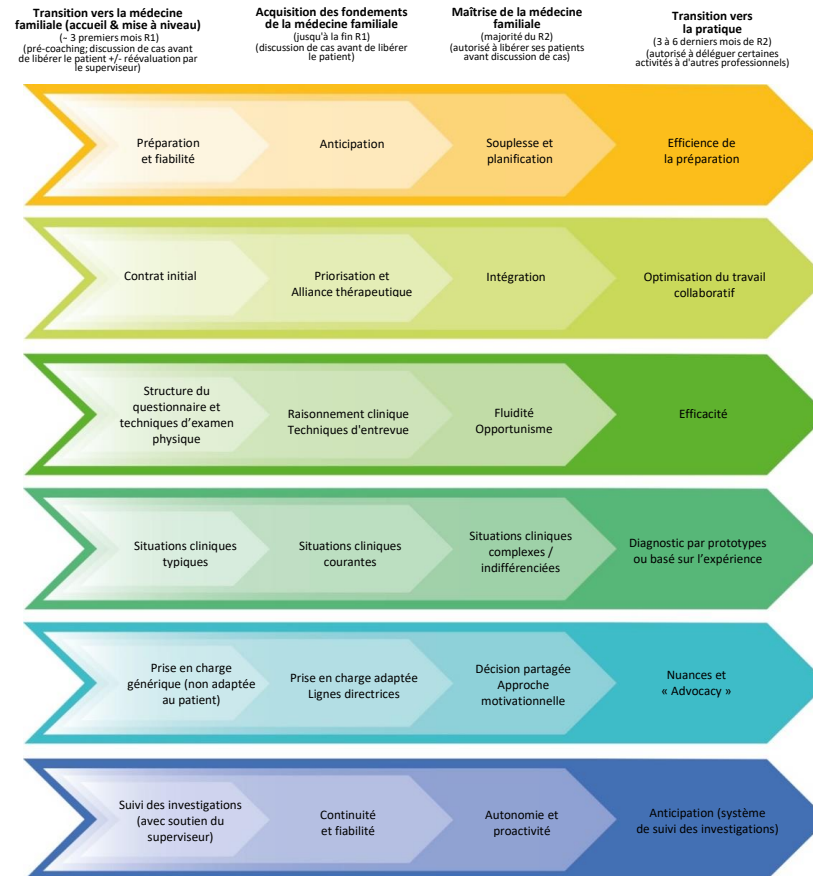 Transition vers la médecine
familiale (accueil & mise à niveau)
(~ 3 premiers mois R1)
(pré-coaching; discussion de cas avant
de libérer le patient +/- réévaluation par
le superviseur)
Acquisition des fondements
de la médecine familiale
(jusqu'à la fin R1)
(discussion de cas avant de libérer
le patient)
Maîtrise de la médecine
familiale
(majorité du R2)
(autorisé à libérer ses patients
avant discussion de cas)
Transition vers
la pratique
(3 à 6 derniers mois de R2)
(autorisé à déléguer certaines
activités à d'autres professionnels)
Préparation
et fiabilité
Anticipation
Souplesse et
planification
Efficience de
la préparation
Contrat initial
Priorisation et
Alliance thérapeutique
Intégration
Optimisation du travail
collaboratif
Structure du
questionnaire et
techniques d’examen
physique
Raisonnement clinique
Techniques d'entrevue
Fluidité
Opportunisme
Efficacité
Situations cliniques
typiques
Situations cliniques
courantes
Situations cliniques
complexes /
indifférenciées
Diagnostic par prototypes
ou basé sur l’expérience
Prise en charge
générique (non adaptée
au patient)
Prise en charge adaptée
Lignes directrices
Décision partagée
Approche
motivationnelle
Nuances et
« Advocacy »
Suivi des investigations
(avec soutien du
superviseur)
Continuité
et fiabilité
Autonomie et
proactivité
Anticipation (système
de suivi des investigations)